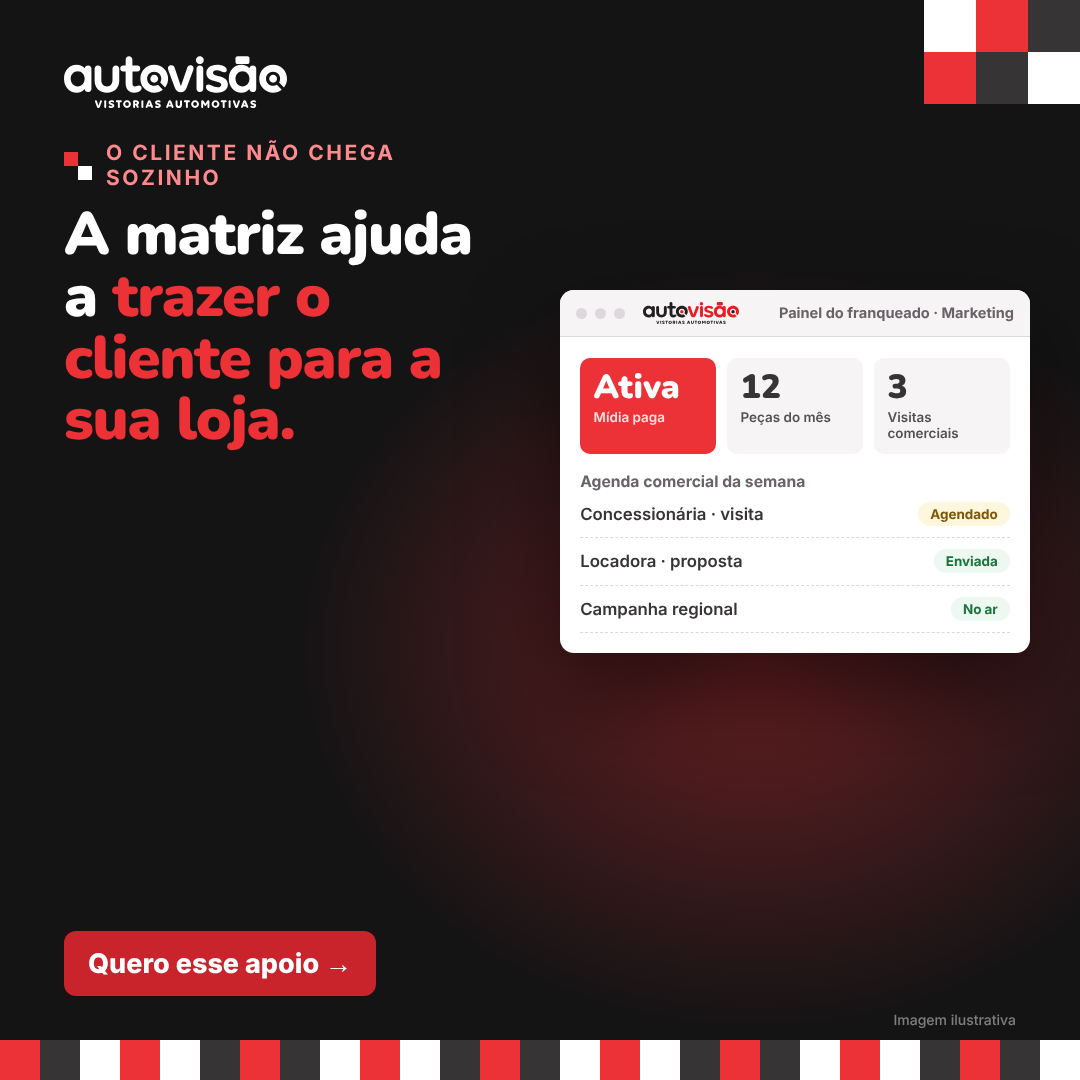 autovisão
VISTORIAS AUTOMOTIVAS
O CLIENTE NÃO CHEGA
SOZINHO
A matriz ajuda
a trazer o
cliente para a
sua loja.
autovisão
VISTORIAS AUTOMOTIVAS
Painel do franqueado · Marketing
Ativa
Mídia paga
12
Peças do mês
3
Visitas
comerciais
Agenda comercial da semana
Concessionária · visita
Agendado
Locadora · proposta
Enviada
Campanha regional
No ar
Quero esse apoio →
Imagem ilustrativa